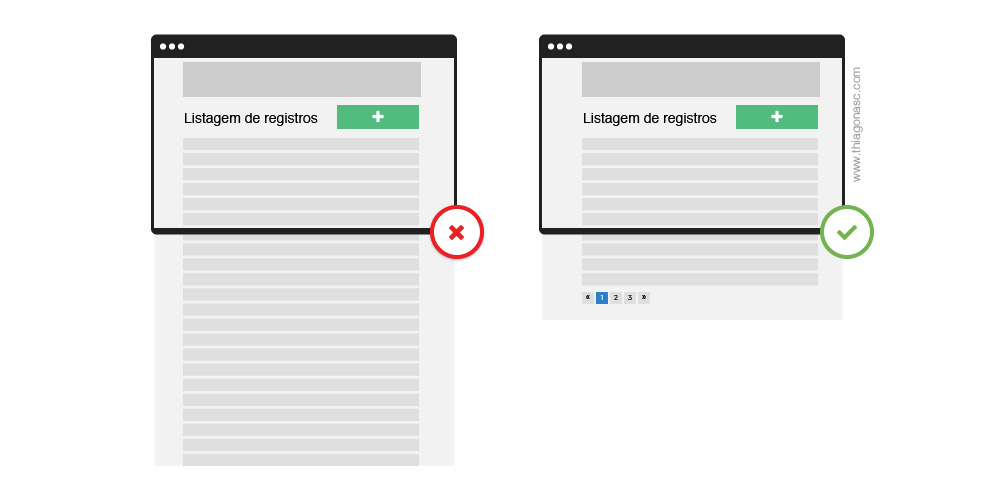 Listagem de registros
Listagem de registros
« 1 2 3 »
www.thiagonasc.com